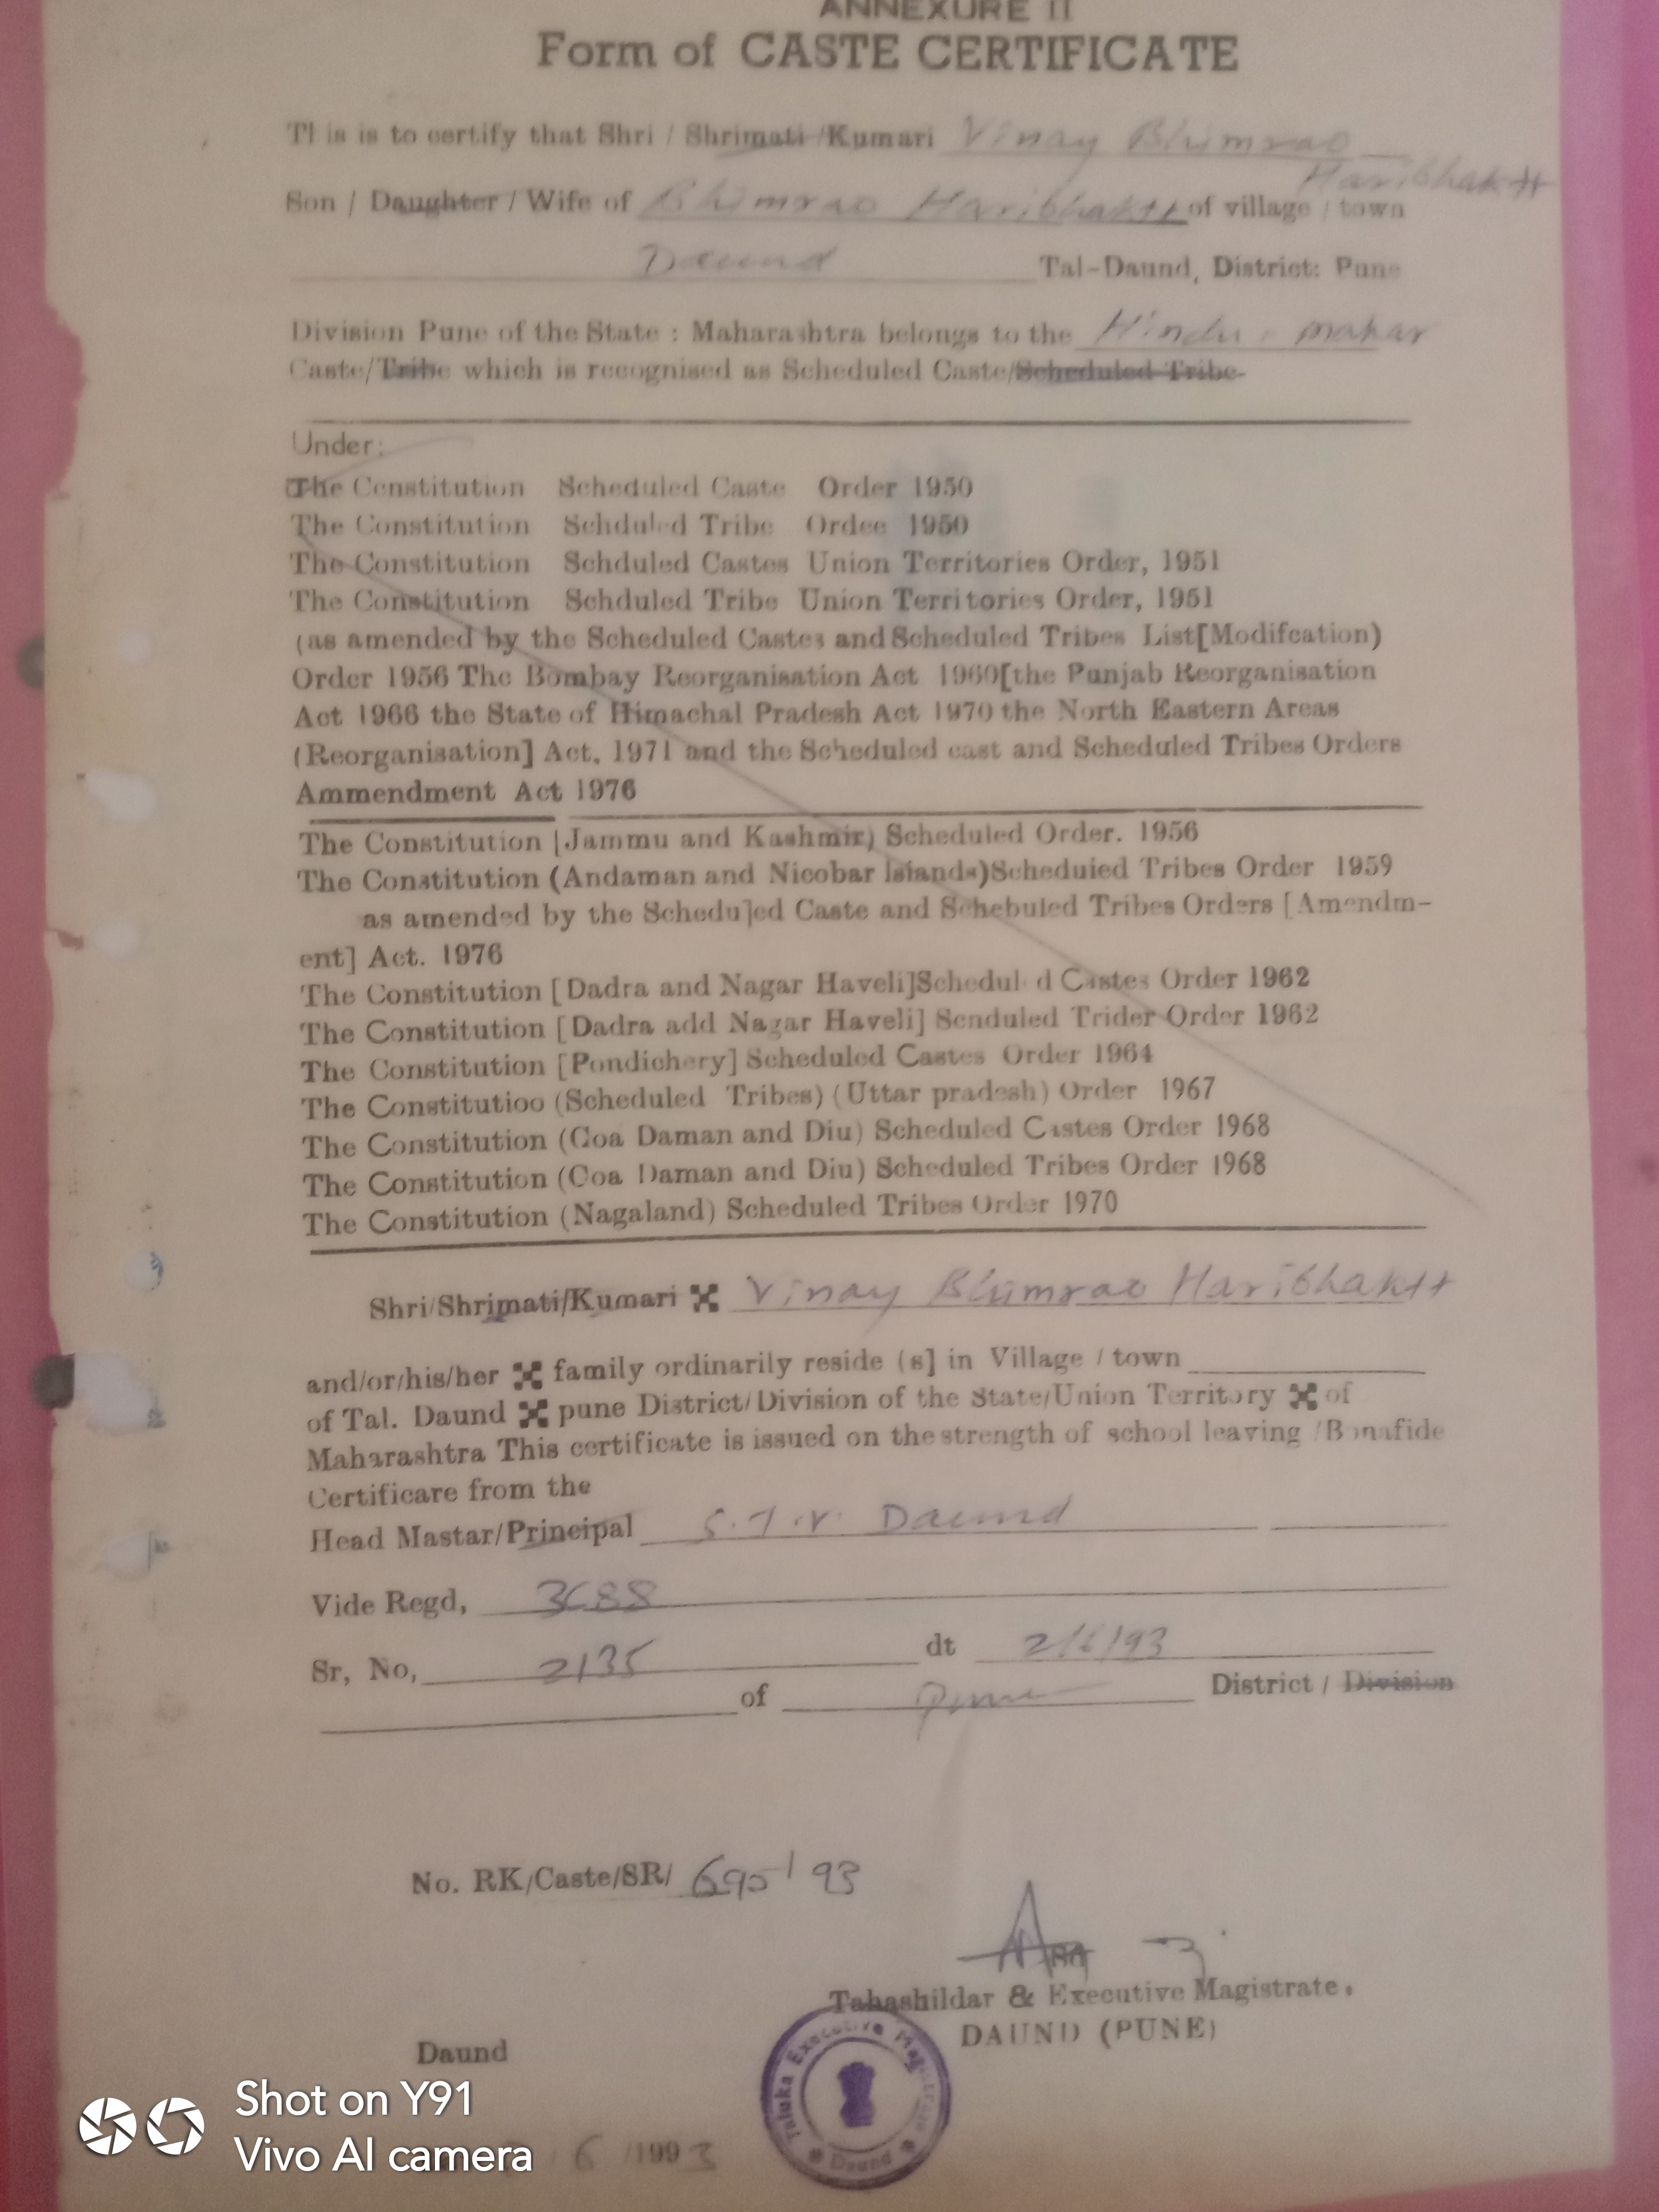 ANNEXURE II
Form of CASTE CERTIFICATE
This is to certify that Shri / Shrimati /Kumari Vinay Bhimrao
Haribhakti
Son / Daughter / Wife of Bhimrao Haribhakti of village / town
Daund Tal-Daund, District: Pune
Division Pune of the State : Maharashtra belongs to the Hindu - mahar
Caste/Tribe which is recognised as Scheduled Caste/Scheduled Tribe-
Under:
The Constitution Scheduled Caste Order 1950
The Constitution Schduled Tribe Ordee 1950
The Constitution Schduled Castes Union Territories Order, 1951
The Constitution Schduled Tribe Union Territories Order, 1951
(as amended by the Scheduled Castes and Scheduled Tribes List[Modifcation)
Order 1956 The Bombay Reorganisation Act 1960[the Punjab Reorganisation
Act 1966 the State of Himachal Pradesh Act 1970 the North Eastern Areas
(Reorganisation] Act, 1971 and the Scheduled cast and Scheduled Tribes Orders
Ammendment Act 1976
The Constitution [Jammu and Kashmir) Scheduled Order. 1956
The Constitution (Andaman and Nicobar Islands)Scheduied Tribes Order 1959
as amended by the Scheduled Caste and Schebuled Tribes Orders [Amendm-
ent] Act. 1976
The Constitution [Dadra and Nagar Haveli]Scheduled Castes Order 1962
The Constitution [Dadra add Nagar Haveli] Senduled Trider Order 1962
The Constitution [Pondichery] Scheduled Castes Order 1964
The Constitutioo (Scheduled Tribes) (Uttar pradesh) Order 1967
The Constitution (Goa Daman and Diu) Scheduled Castes Order 1968
The Constitution (Goa Daman and Diu) Scheduled Tribes Order 1968
The Constitution (Nagaland) Scheduled Tribes Order 1970
Shri/Shrimati/Kumari Vinay Bhimrao Haribhakti
and/or/his/her family ordinarily reside (s] in Village / town
of Tal. Daund pune District/Division of the State/Union Territory of
Maharashtra This certificate is issued on the strength of school leaving /Bonafide
Certificare from the
Head Mastar/Principal S.T.V. Daund
Vide Regd, 3688
Sr, No, 2135 dt 2/6/93
of Pune District / Division
No. RK/Caste/SR/ 695/93
Tahashildar & Executive Magistrate.
DAUND (PUNE)
Daund
Taluka Executive Magistrate
Daund
6 /1993
Shot on Y91
Vivo AI camera